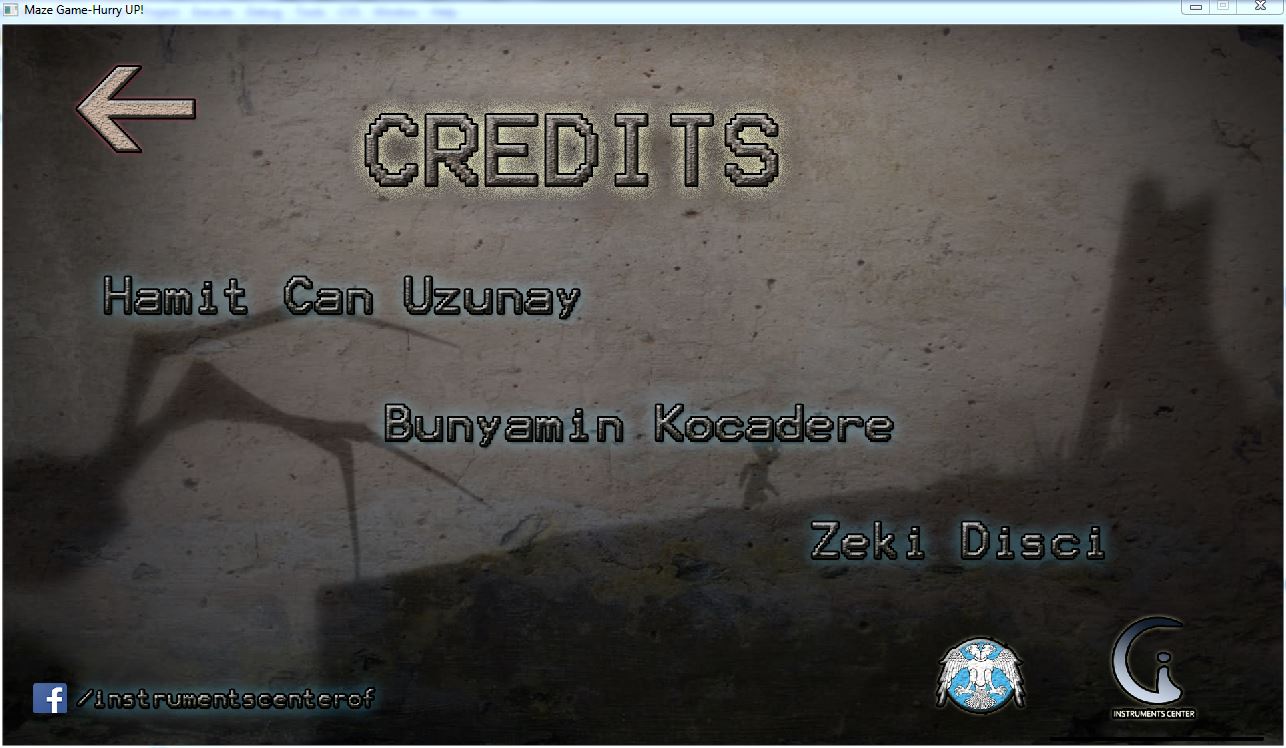 Maze Game-Hurry UP!
CREDITS
Hamit Can Uzunay
Bunyamin Kocadere
Zeki Disci
f /instrumentscenterof
INSTRUMENTS CENTER